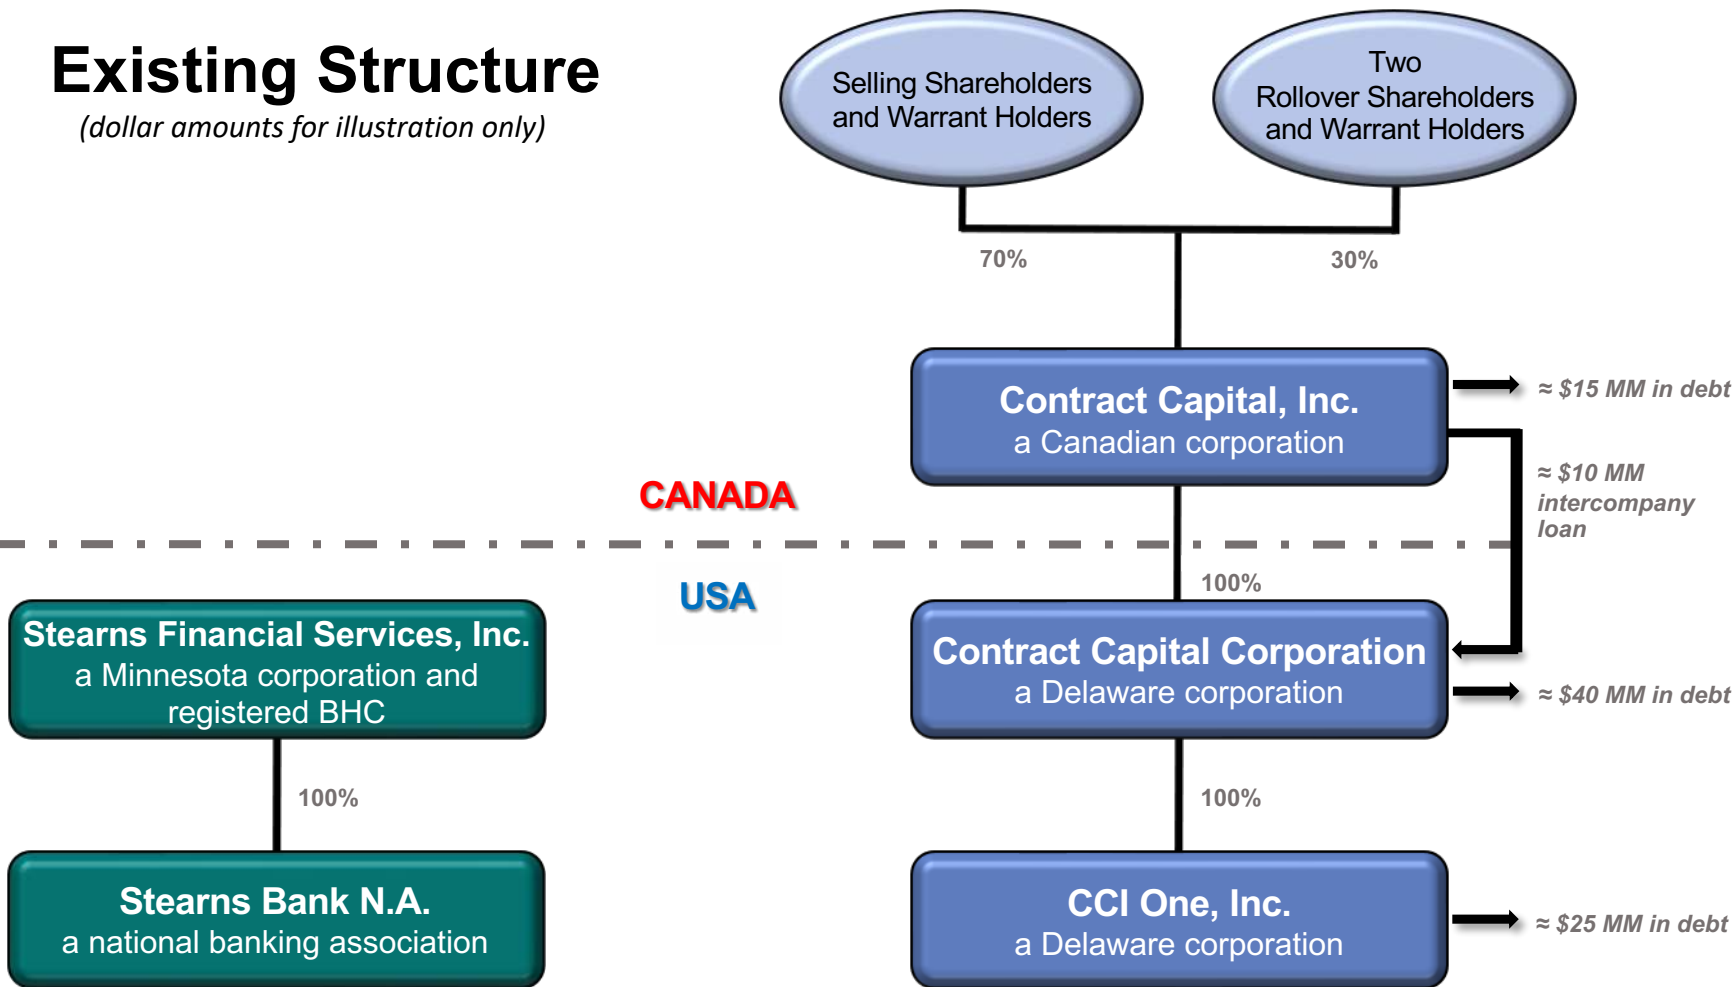 Existing Structure
(dollar amounts for illustration only)
Selling Shareholders
and Warrant Holders
Two
Rollover Shareholders
and Warrant Holders
70%
30%
Contract Capital, Inc.
a Canadian corporation
≈ $15 MM in debt
≈ $10 MM
intercompany
loan
CANADA
USA
100%
Stearns Financial Services, Inc.
a Minnesota corporation and
registered BHC
Contract Capital Corporation
a Delaware corporation
≈ $40 MM in debt
100%
100%
Stearns Bank N.A.
a national banking association
CCI One, Inc.
a Delaware corporation
≈ $25 MM in debt